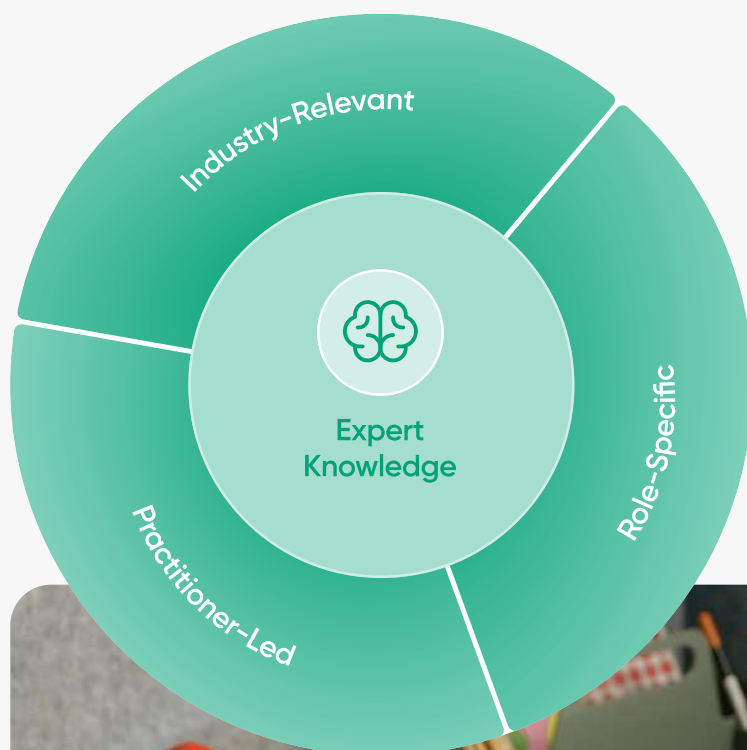 Industry-Relevant
Expert
Knowledge
Role-Specific
Practitioner-Led